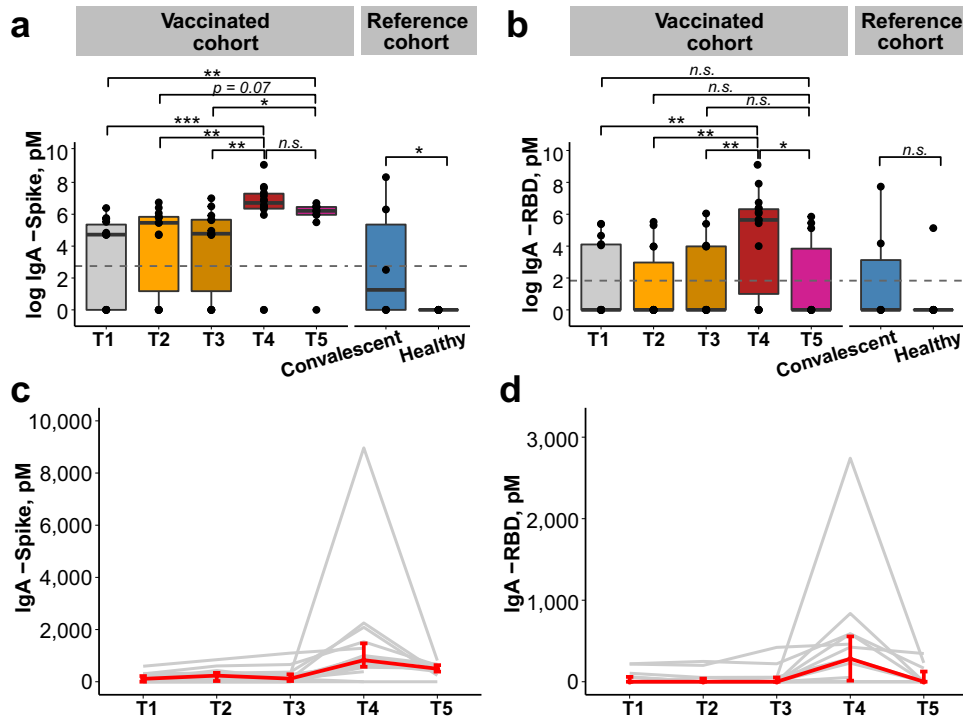 a
Vaccinated
cohort
Reference
cohort
**
p = 0.07
*
***
**
**
n.s.
*
log IgA −Spike, pM
10
8
6
4
2
0
T1
T2
T3
T4
T5
Convalescent
Healthy
b
Vaccinated
cohort
Reference
cohort
n.s.
n.s.
n.s.
**
**
**
*
n.s.
log IgA −RBD, pM
10
8
6
4
2
0
T1
T2
T3
T4
T5
Convalescent
Healthy
c
IgA −Spike, pM
10,000
8,000
6,000
4,000
2,000
0
T1
T2
T3
T4
T5
d
IgA −RBD, pM
3,000
2,000
1,000
0
T1
T2
T3
T4
T5